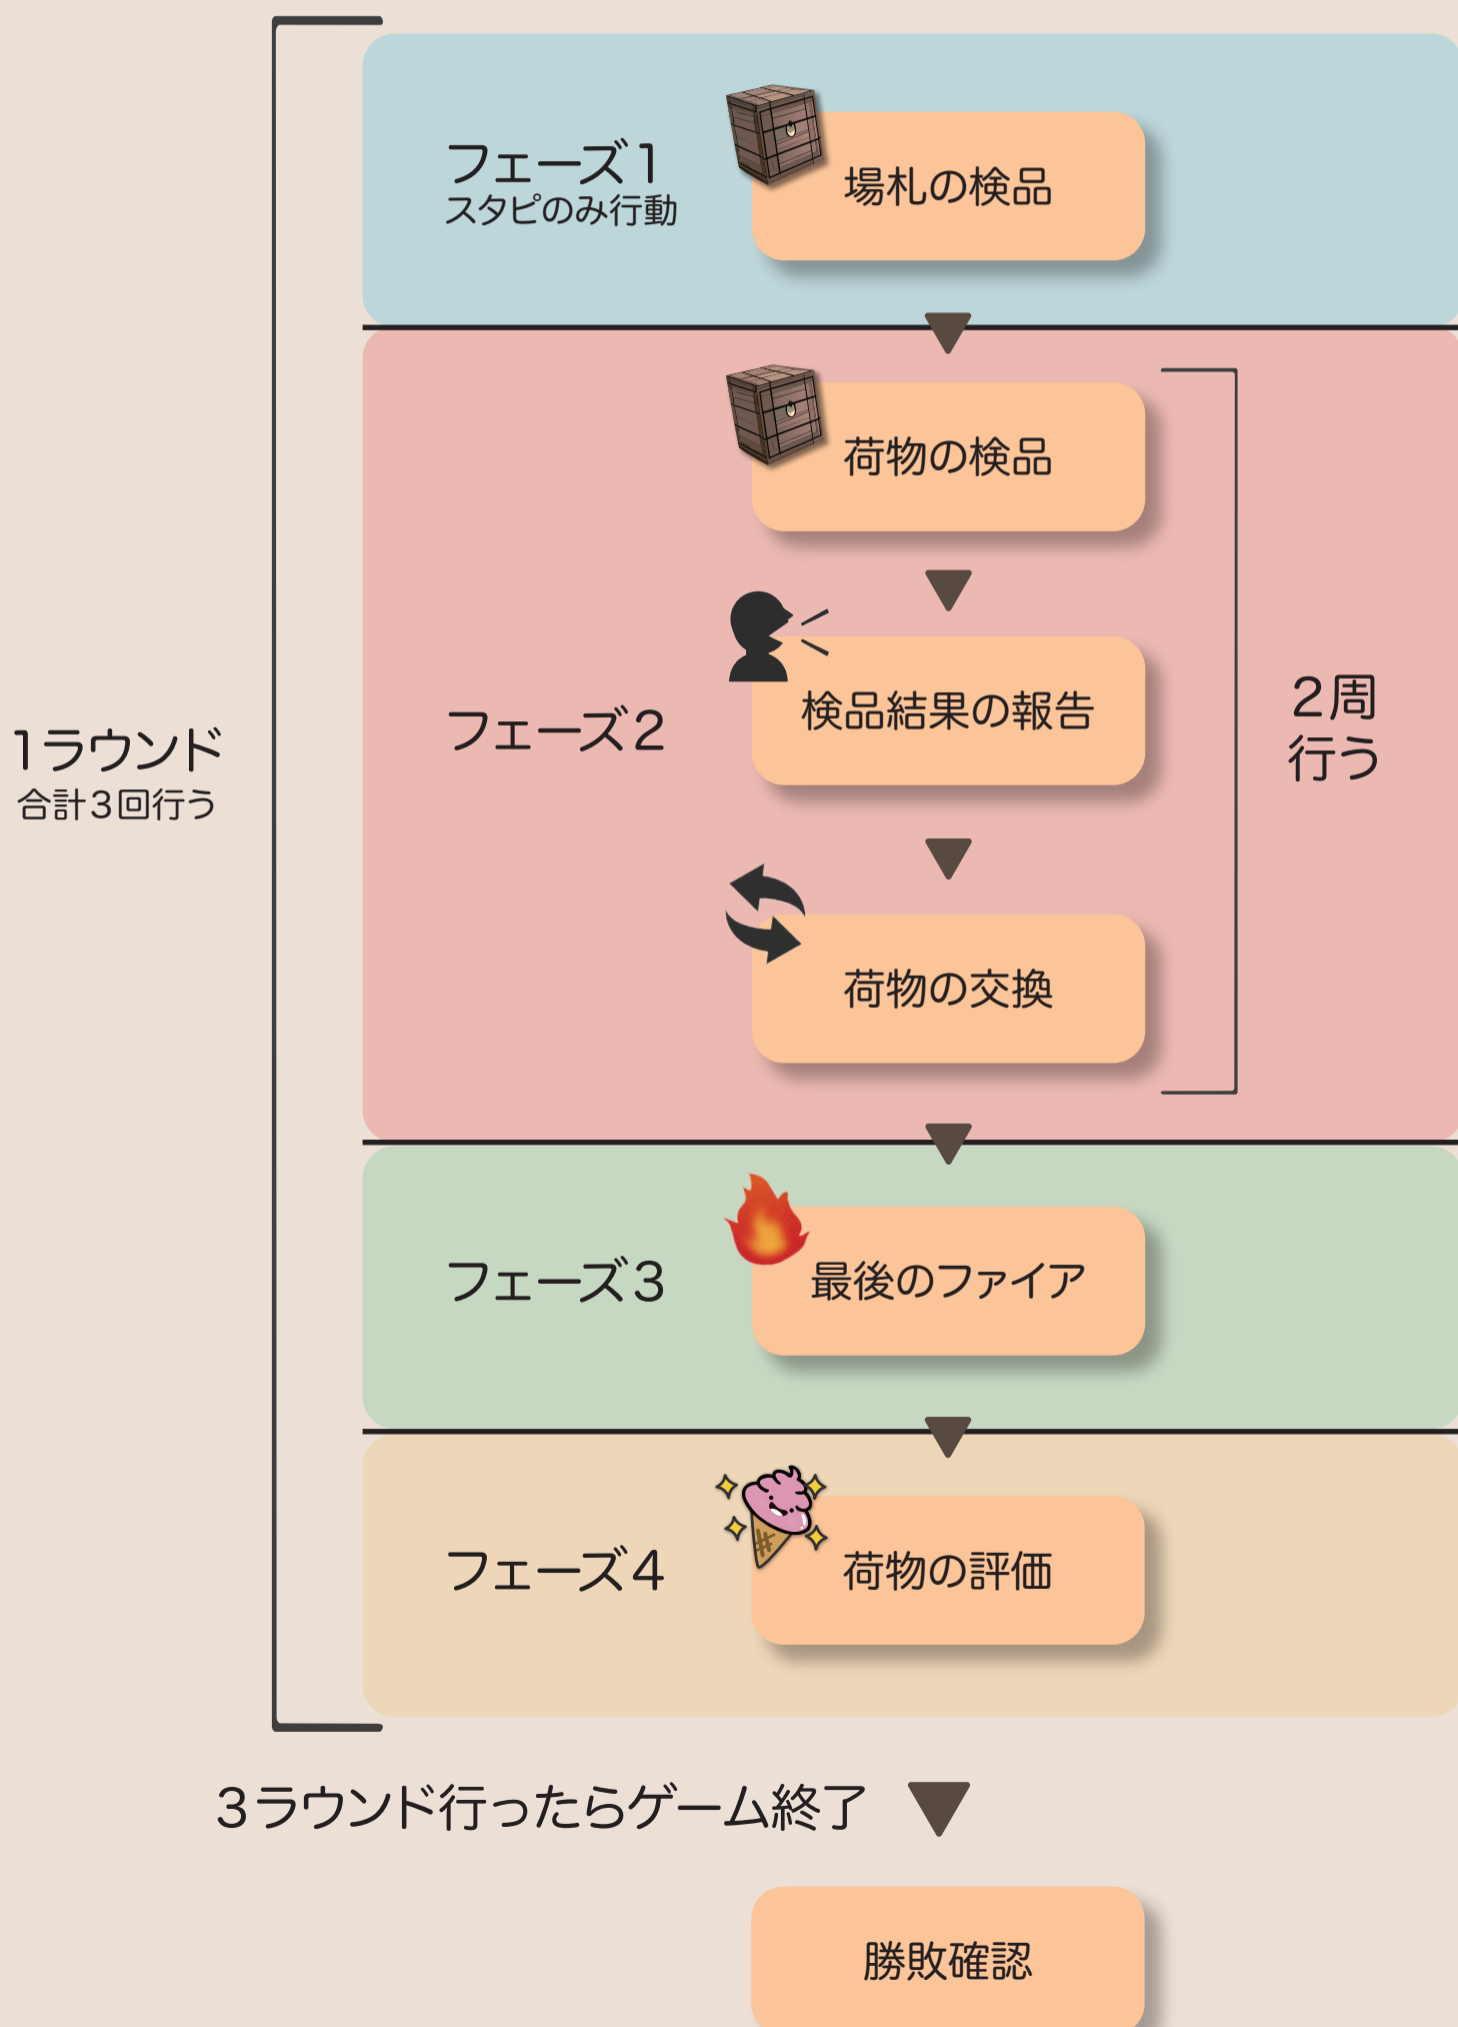 フェーズ1
スタピのみ行動
場札の検品
荷物の検品
フェーズ2
検品結果の報告
2周
行う
1ラウンド
合計3回行う
荷物の交換
フェーズ3
最後のファイア
フェーズ4
荷物の評価
3ラウンド行ったらゲーム終了
勝敗確認